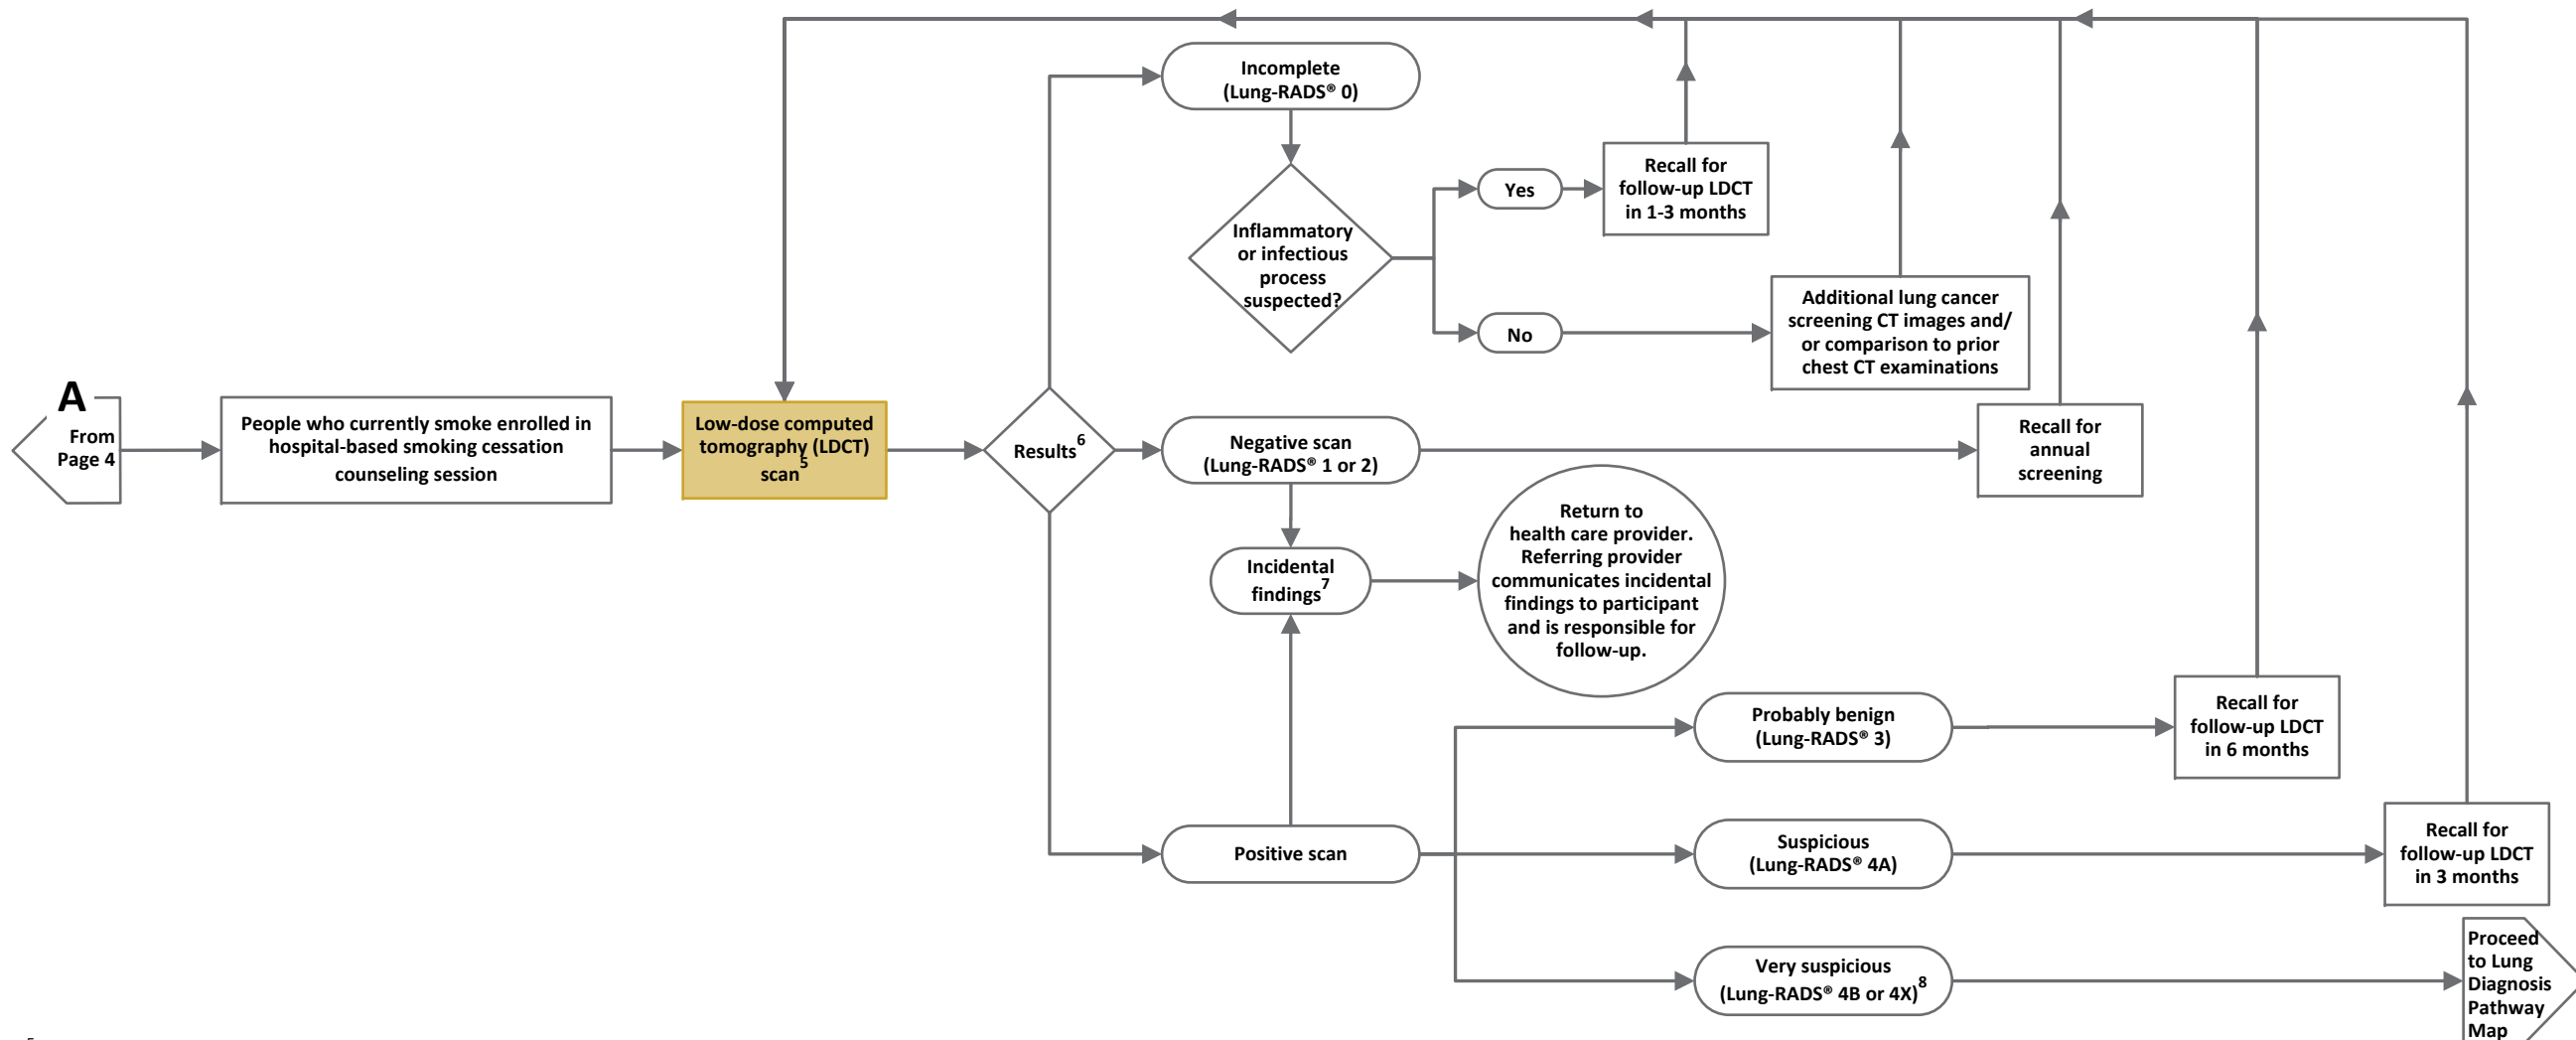 Incomplete
(Lung-RADS® 0)
Inflammatory
or infectious
process
suspected?
Yes
Recall for
follow-up LDCT
in 1-3 months
No
Additional lung cancer
screening CT images and/
or comparison to prior
chest CT examinations
A
From
Page 4
People who currently smoke enrolled in
hospital-based smoking cessation
counseling session
Low-dose computed
tomography (LDCT)
scan5
Results6
Negative scan
(Lung-RADS® 1 or 2)
Recall for
annual
screening
Incidental
findings7
Return to
health care provider.
Referring provider
communicates incidental
findings to participant
and is responsible for
follow-up.
Probably benign
(Lung-RADS® 3)
Recall for
follow-up LDCT
in 6 months
Positive scan
Suspicious
(Lung-RADS® 4A)
Recall for
follow-up LDCT
in 3 months
Very suspicious
(Lung-RADS® 4B or 4X)8
Proceed
to Lung
Diagnosis
Pathway
Map
5